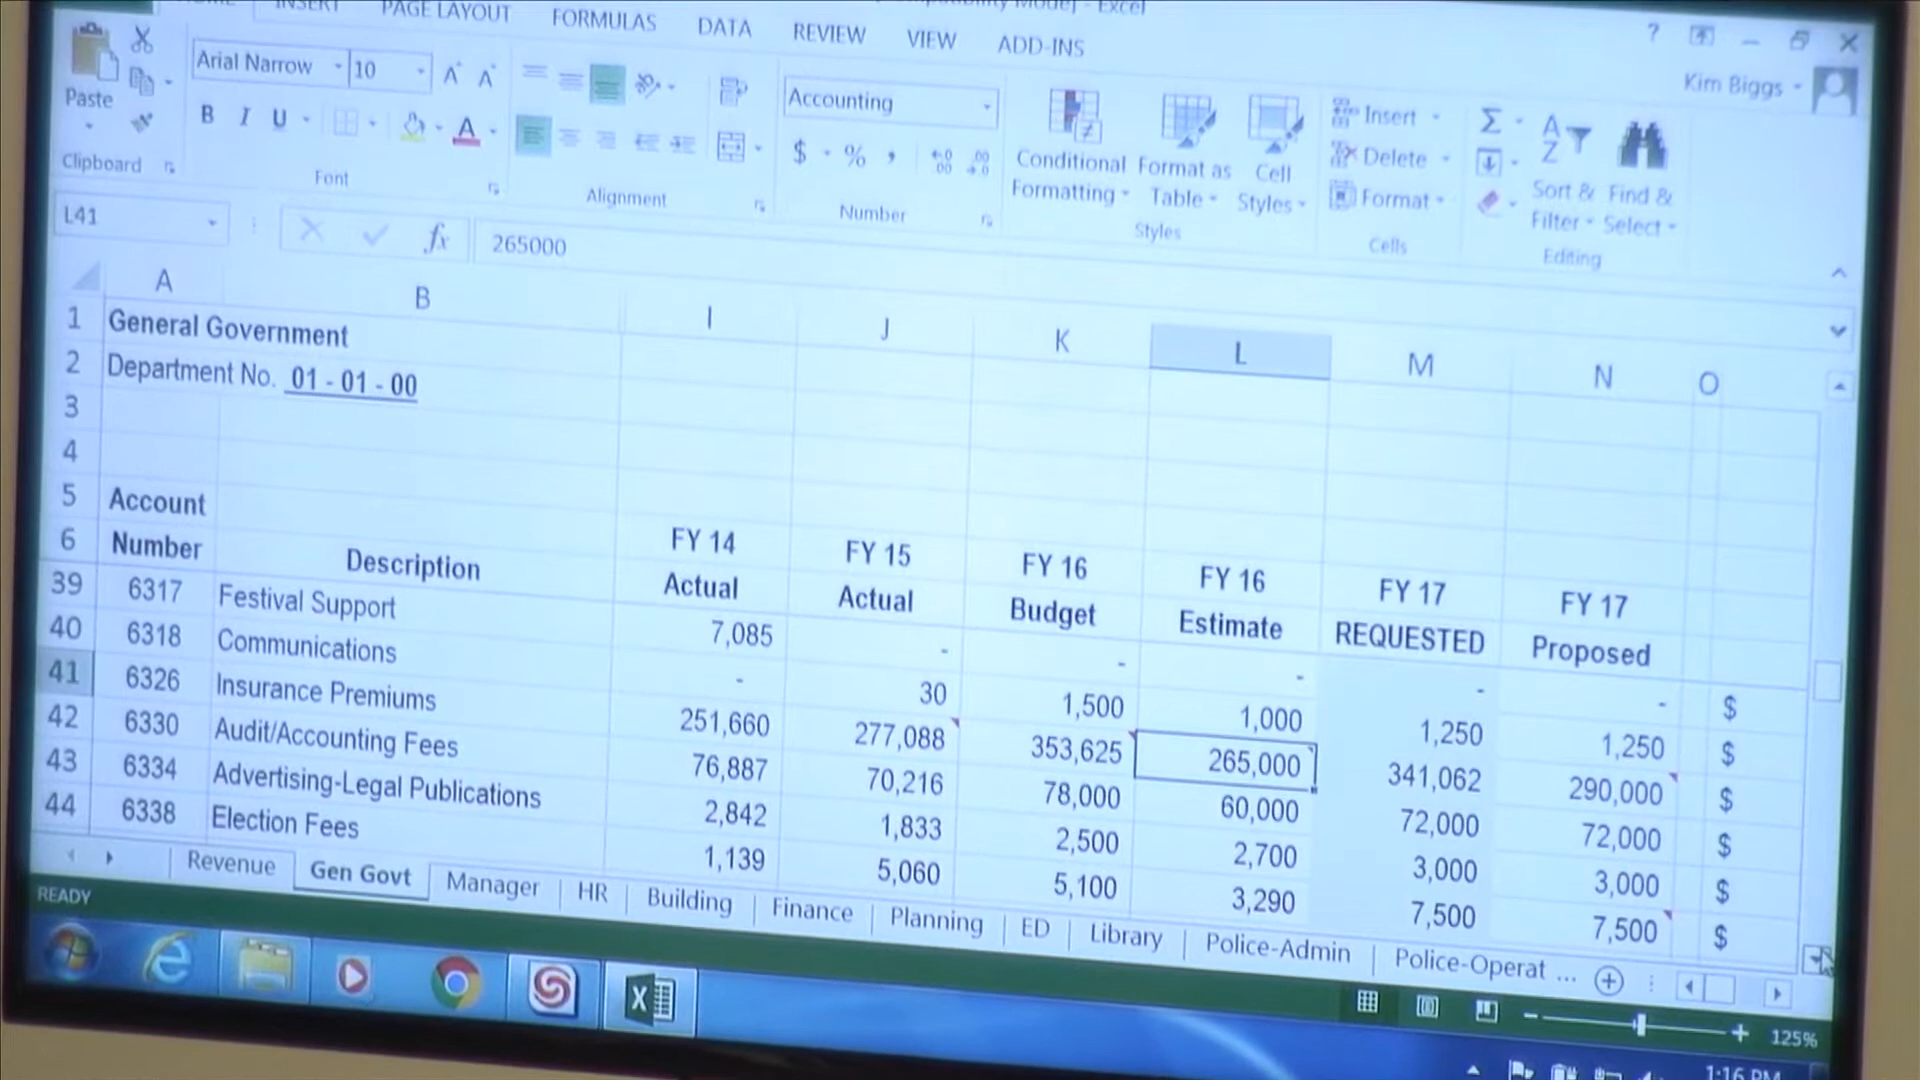 INSERT PAGE LAYOUT FORMULAS DATA REVIEW VIEW ADD-INS
Excel
Kim Biggs
Arial Narrow 10 Accounting
Paste B I U A $ % , Conditional Formatting Format as Table Cell Styles Insert Delete Format Sort & Filter Find & Select
Clipboard Font Alignment Number Styles Cells Editing
L41 fx 265000
A B I J K L M N O
1 General Government
2 Department No. 01 - 01 - 00
3
4
5 Account
6 Number Description FY 14 Actual FY 15 Actual FY 16 Budget FY 16 Estimate FY 17 REQUESTED FY 17 Proposed
39 6317 Festival Support 7,085 - - - - - $
40 6318 Communications - 30 1,500 1,000 1,250 1,250 $
41 6326 Insurance Premiums 251,660 277,088 353,625 265,000 341,062 290,000 $
42 6330 Audit/Accounting Fees 76,887 70,216 78,000 60,000 72,000 72,000 $
43 6334 Advertising-Legal Publications 2,842 1,833 2,500 2,700 3,000 3,000 $
44 6338 Election Fees 1,139 5,060 5,100 3,290 7,500 7,500 $
Revenue Gen Govt Manager HR Building Finance Planning ED Library Police-Admin Police-Operat ...
READY
125%
1:16 PM